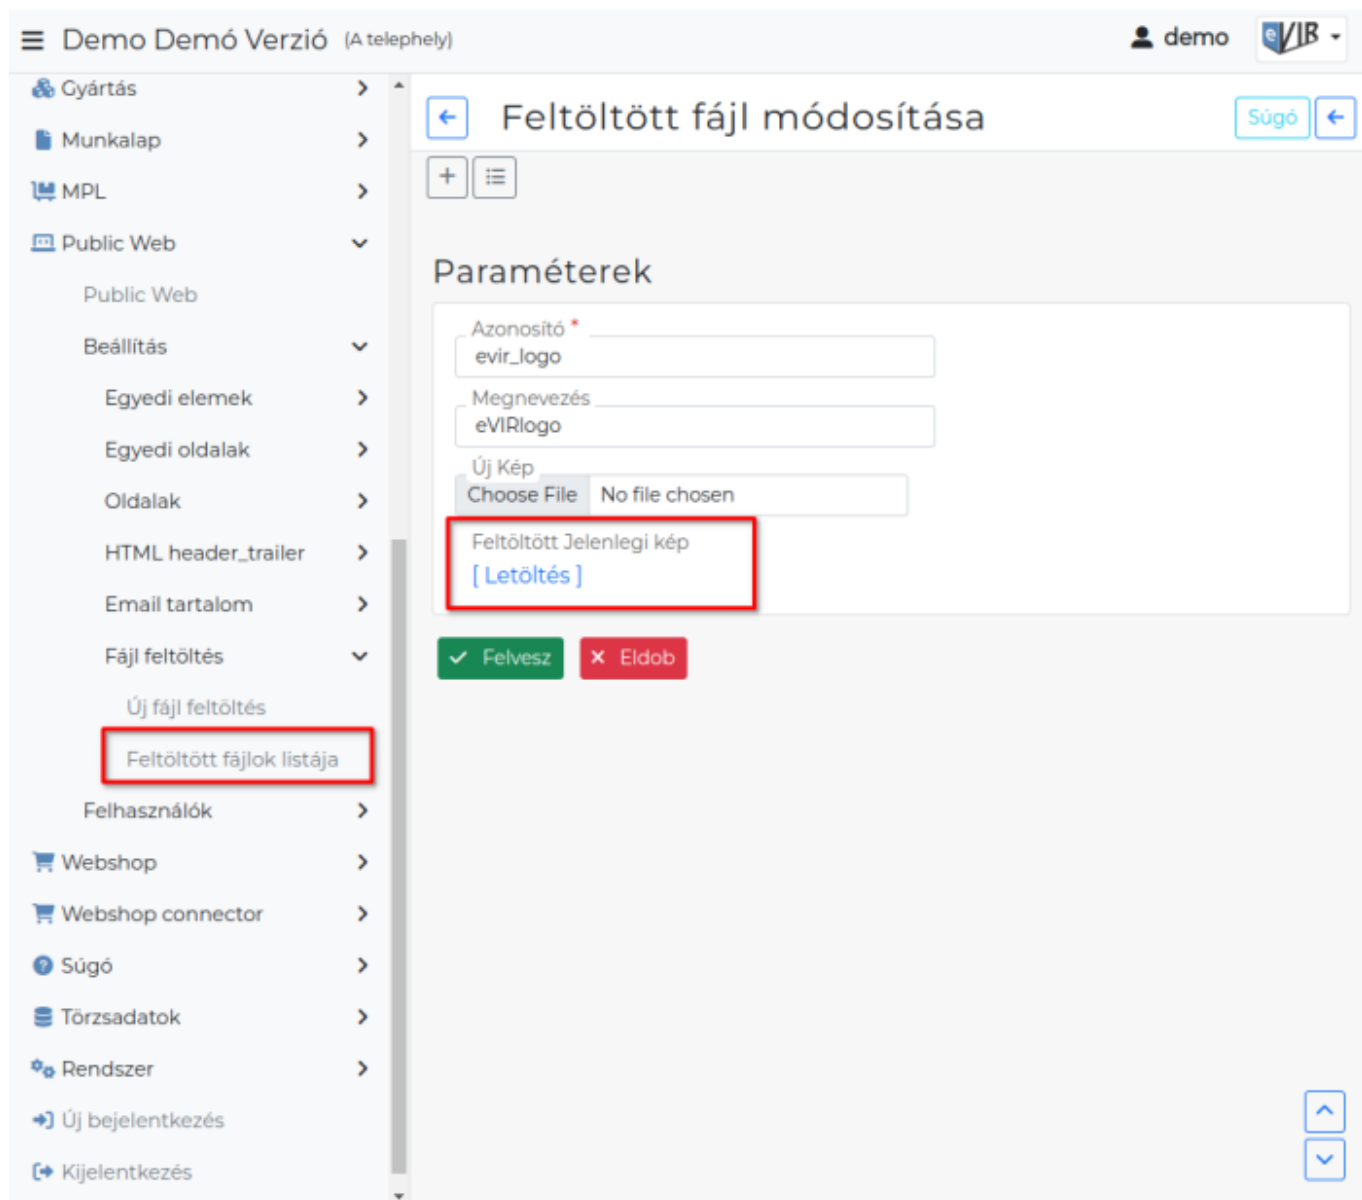 Demo Demó Verzió (A telephely)
demo
eVIR
Gyártás
Munkalap
MPL
Public Web
Public Web
Beállítás
Egyedi elemek
Egyedi oldalak
Oldalak
HTML header_trailer
Email tartalom
Fájl feltöltés
Új fájl feltöltés
Feltöltött fájlok listája
Felhasználók
Webshop
Webshop connector
Súgó
Törzsadatok
Rendszer
Új bejelentkezés
Kijelentkezés
Feltöltött fájl módosítása
Súgó
Paraméterek
Azonosító *
evir_logo
Megnevezés
eVIRlogo
Új Kép
Choose File No file chosen
Feltöltött Jelenlegi kép
[ Letöltés ]
Felvesz
Eldob